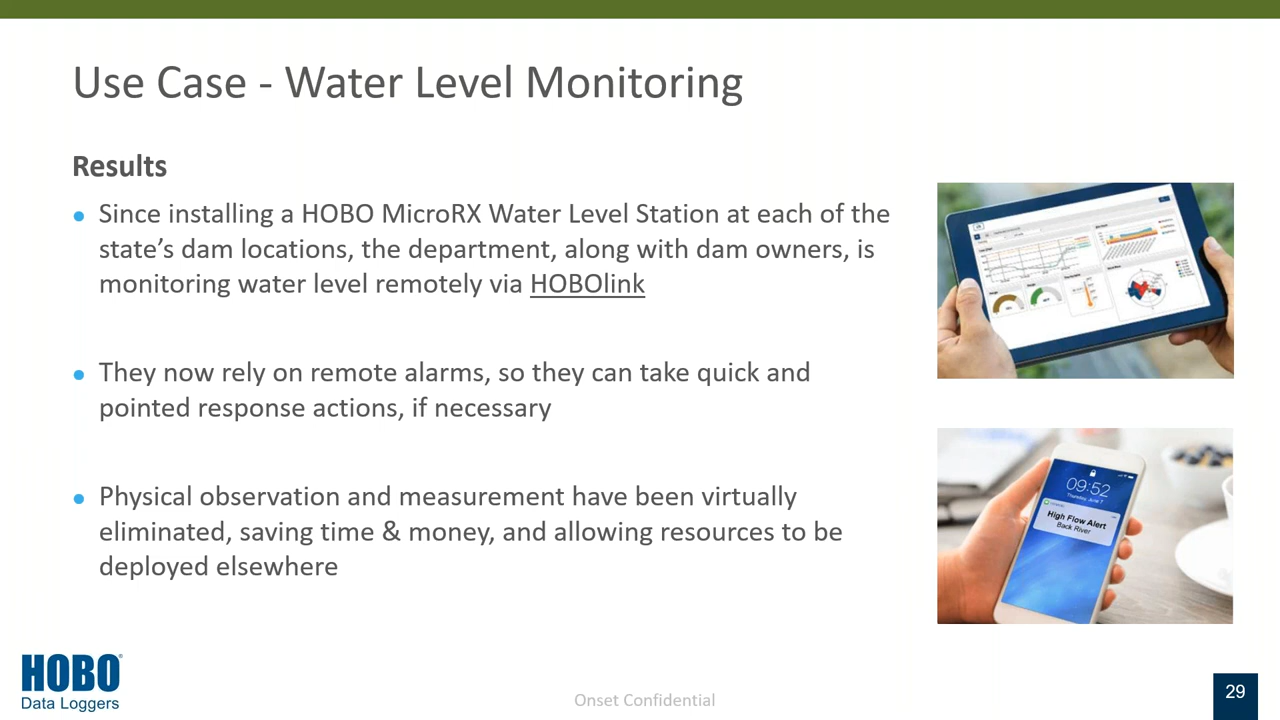 Use Case - Water Level Monitoring
Results
Since installing a HOBO MicroRX Water Level Station at each of the
state’s dam locations, the department, along with dam owners, is
monitoring water level remotely via HOBOlink
They now rely on remote alarms, so they can take quick and
pointed response actions, if necessary
Physical observation and measurement have been virtually
eliminated, saving time & money, and allowing resources to be
deployed elsewhere
09:52
Thursday, June 7
High Flow Alert
Back River
HOBO®
Data Loggers
Onset Confidential
29